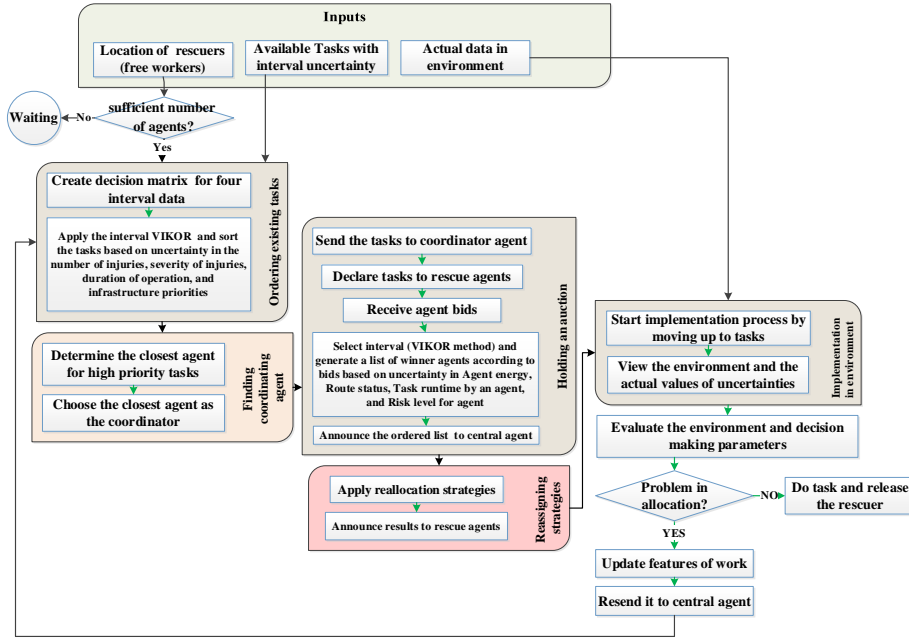 Inputs
Location of rescuers
(free workers)
Available Tasks with
interval uncertainty
Actual data in
environment
Waiting
No
sufficient number
of agents?
Yes
Create decision matrix for four
interval data
Apply the interval VIKOR and sort
the tasks based on uncertainty in the
number of injuries, severity of injuries,
duration of operation, and
infrastructure priorities
Ordering existing tasks
Determine the closest agent
for high priority tasks
Choose the closest agent as
the coordinator
Finding
coordinating
agent
Send the tasks to coordinator agent
Declare tasks to rescue agents
Receive agent bids
Select interval (VIKOR method) and
generate a list of winner agents according to
bids based on uncertainty in Agent energy,
Route status, Task runtime by an agent,
and Risk level for agent
Announce the ordered list to central agent
Holding an auction
Apply reallocation strategies
Announce results to rescue agents
Reassigning
strategies
Start implementation process by
moving up to tasks
View the environment and the
actual values of uncertainties
Implementation
in environment
Evaluate the environment and decision
making parameters
Problem in
allocation?
NO
Do task and release
the rescuer
YES
Update features of work
Resend it to central agent